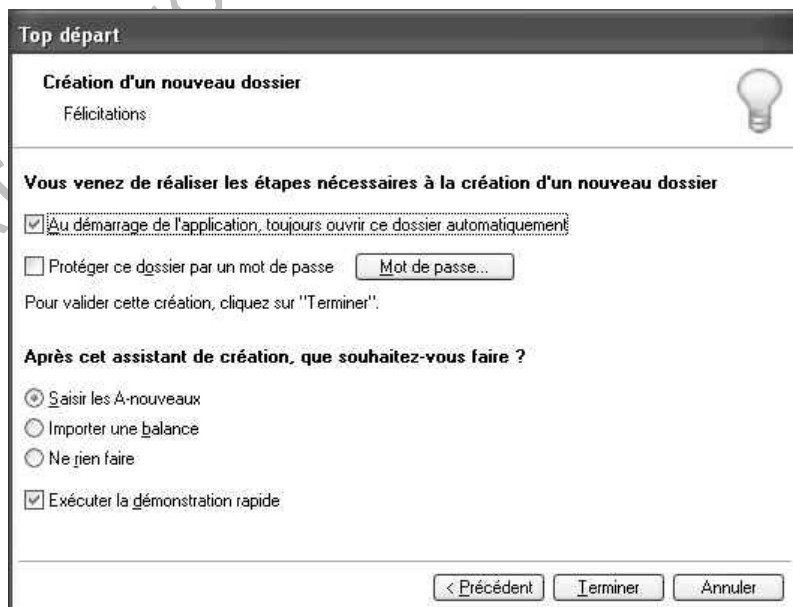 Top départ
Création d'un nouveau dossier
Félicitations
Vous venez de réaliser les étapes nécessaires à la création d'un nouveau dossier
Au démarrage de l'application, toujours ouvrir ce dossier automatiquement
Protéger ce dossier par un mot de passe Mot de passe...
Pour valider cette création, cliquez sur "Terminer".
Après cet assistant de création, que souhaitez-vous faire ?
Saisir les A-nouveaux
Importer une balance
Ne rien faire
Exécuter la démonstration rapide
< Précédent Terminer Annuler